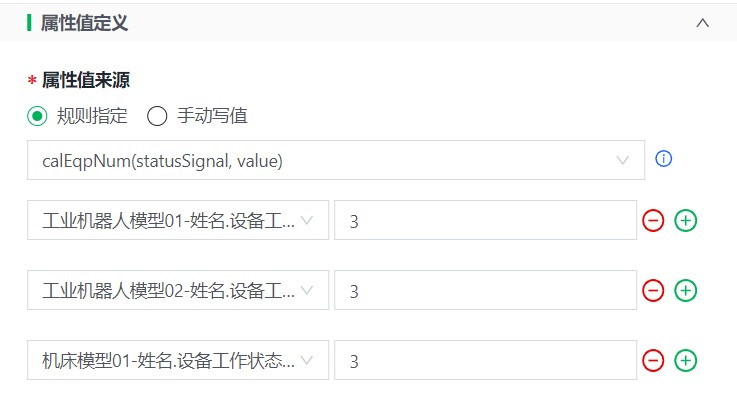 属性值定义
* 属性值来源
规则指定 手动写值
calEqpNum(statusSignal, value)
工业机器人模型01-姓名.设备工... 3
工业机器人模型02-姓名.设备工... 3
机床模型01-姓名.设备工作状态... 3